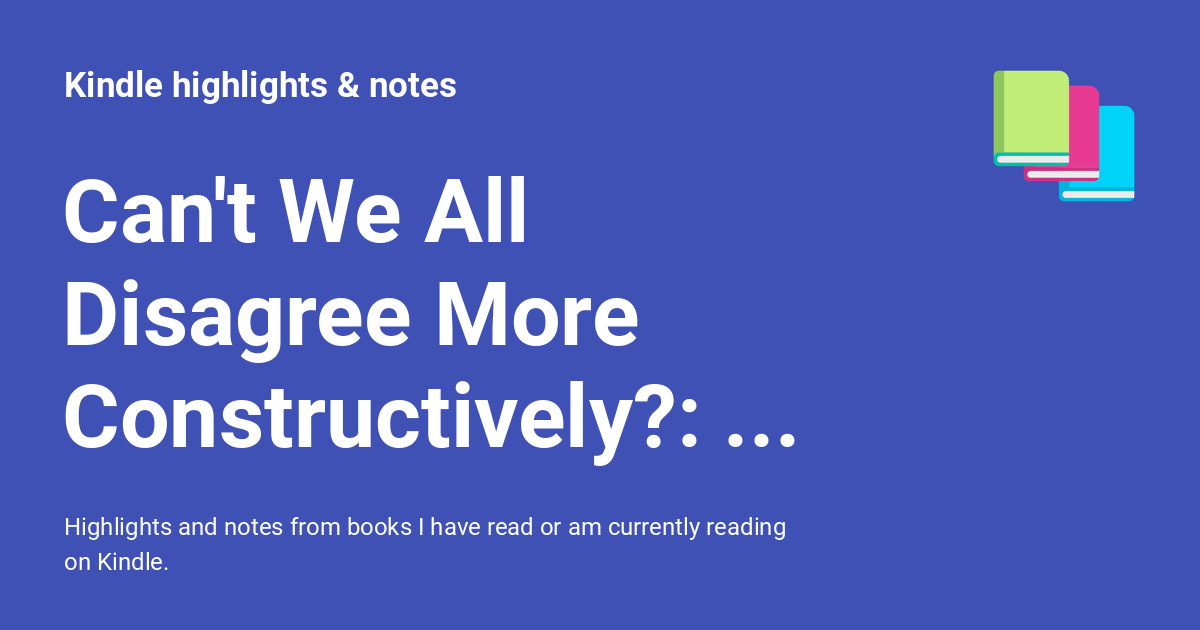 Kindle highlights & notes
Can't We All
Disagree More
Constructively?: ...
Highlights and notes from books I have read or am currently reading
on Kindle.